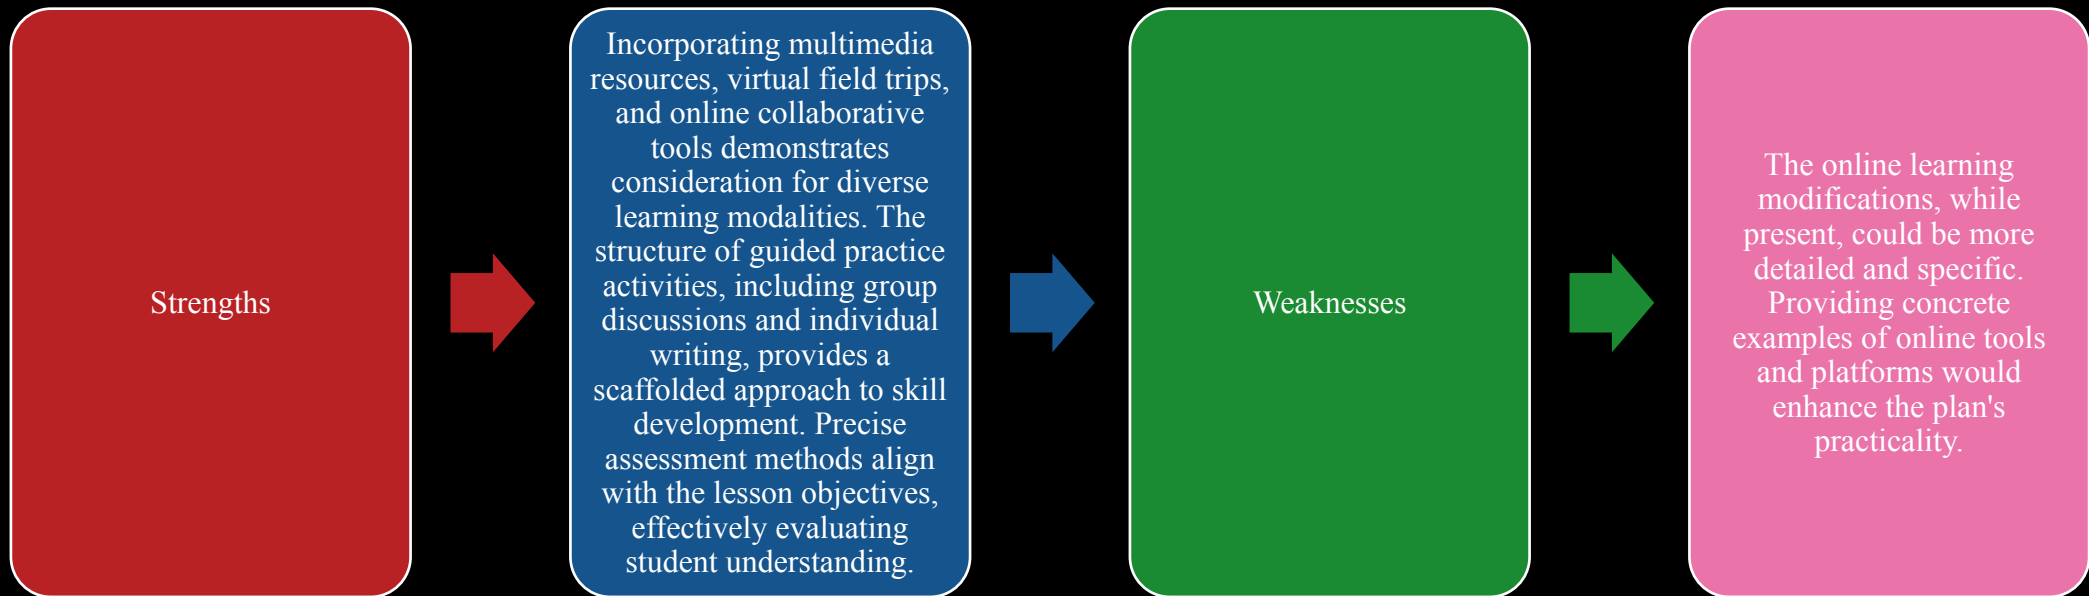 Strengths
Incorporating multimedia
resources, virtual field trips,
and online collaborative
tools demonstrates
consideration for diverse
learning modalities. The
structure of guided practice
activities, including group
discussions and individual
writing, provides a
scaffolded approach to skill
development. Precise
assessment methods align
with the lesson objectives,
effectively evaluating
student understanding.
Weaknesses
The online learning
modifications, while
present, could be more
detailed and specific.
Providing concrete
examples of online tools
and platforms would
enhance the plan's
practicality.